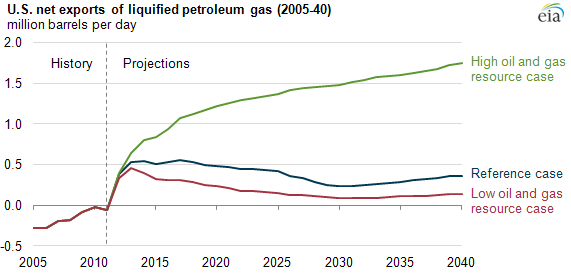 U.S. net exports of liquified petroleum gas (2005-40)
million barrels per day
eia
2.0
History
Projections
High oil and gas
resource case
1.5
1.0
0.5
Reference case
Low oil and gas
resource case
0.0
-0.5
2005 2010 2015 2020 2025 2030 2035 2040